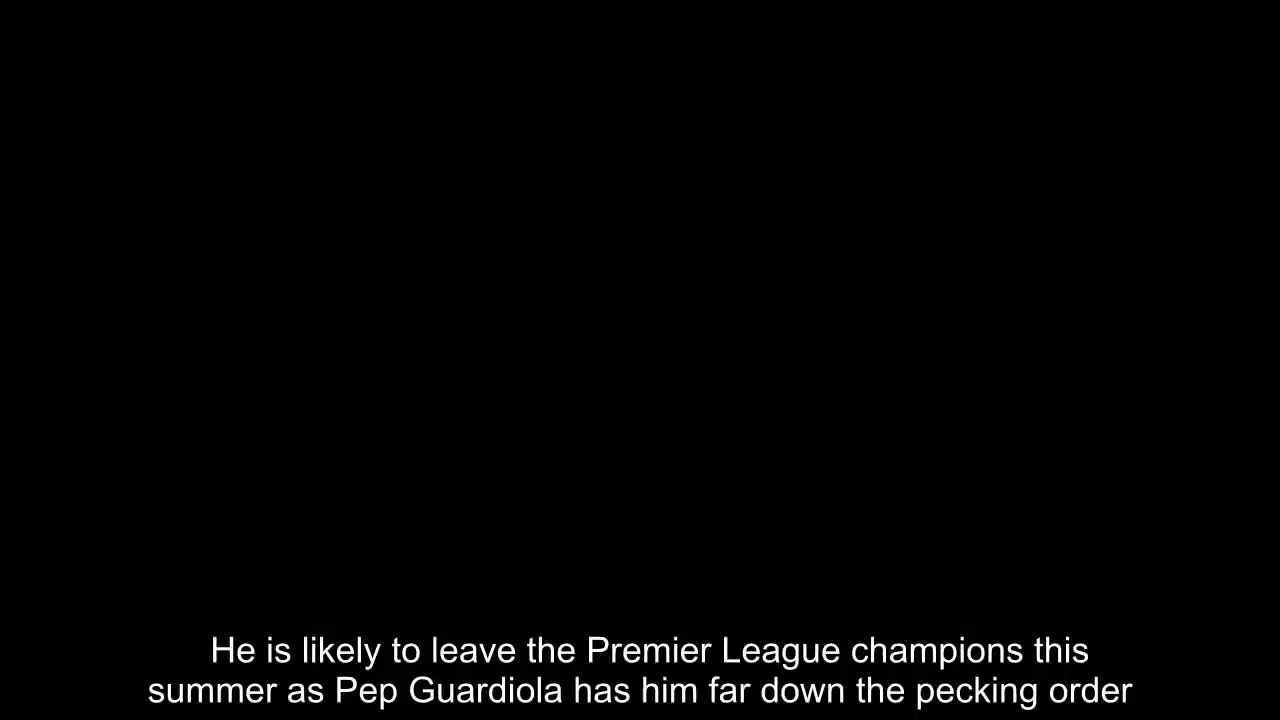 He is likely to leave the Premier League champions this
summer as Pep Guardiola has him far down the pecking order